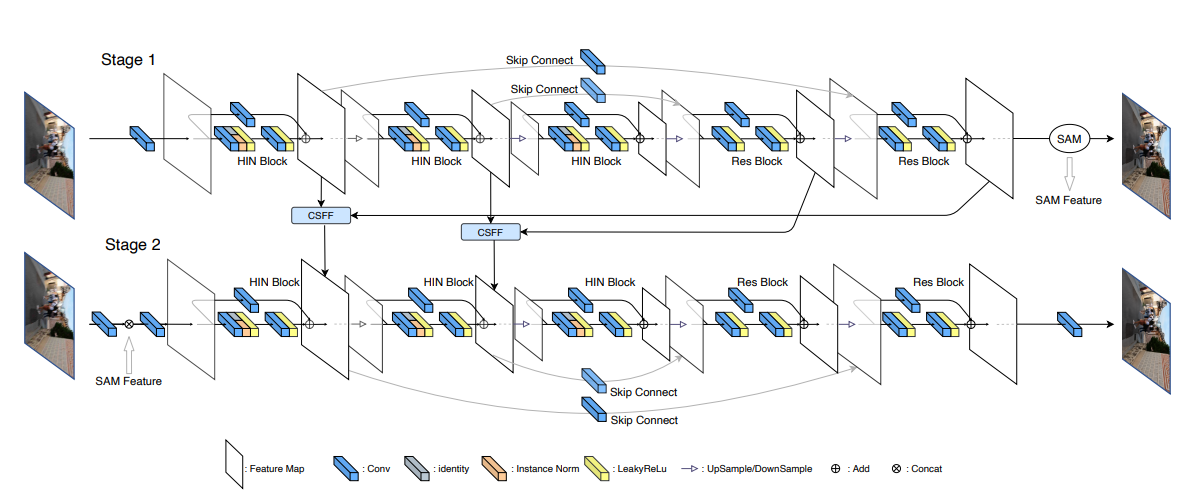 Stage 1
Skip Connect
Skip Connect
HIN Block
HIN Block
HIN Block
Res Block
Res Block
SAM
SAM Feature
CSFF
CSFF
Stage 2
HIN Block
HIN Block
HIN Block
Res Block
Res Block
SAM Feature
Skip Connect
Skip Connect
: Feature Map
: Conv
: identity
: Instance Norm
: LeakyReLu
: UpSample/DownSample
: Add
: Concat